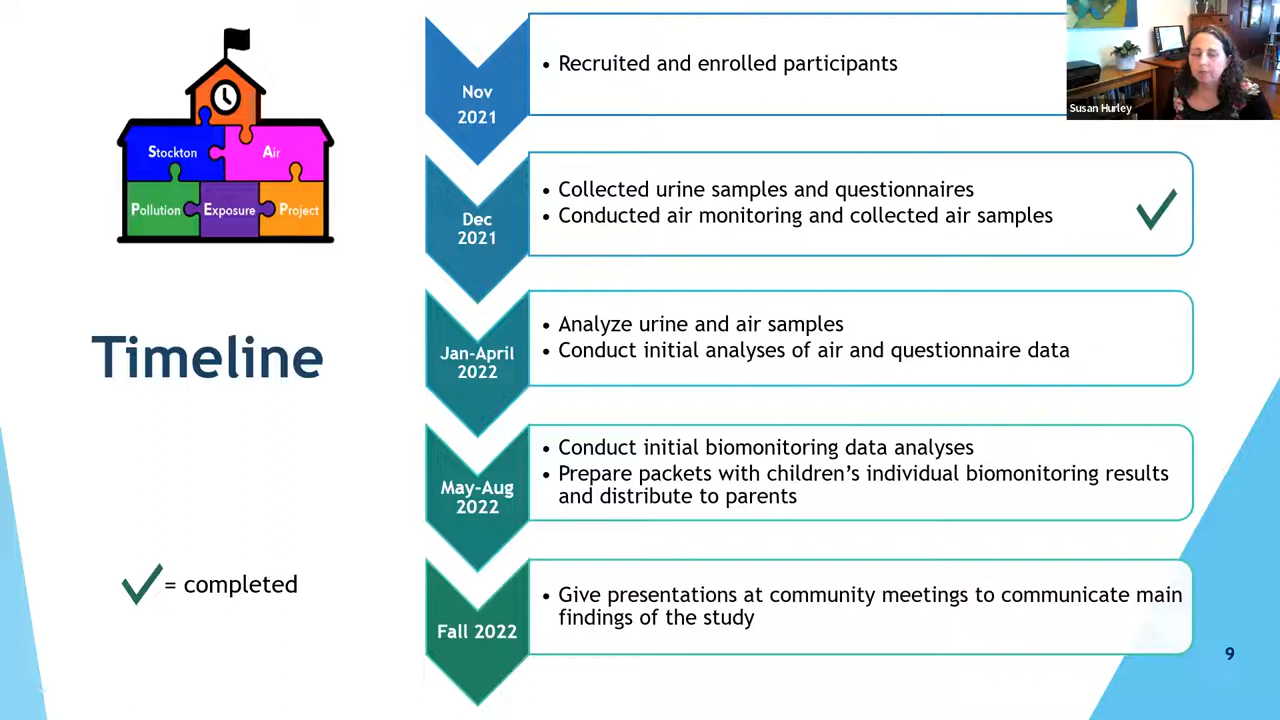 Stockton Air
Pollution Exposure Project
Timeline
= completed
Nov
2021
• Recruited and enrolled participants
Dec
2021
• Collected urine samples and questionnaires
• Conducted air monitoring and collected air samples
Jan-April
2022
• Analyze urine and air samples
• Conduct initial analyses of air and questionnaire data
May-Aug
2022
• Conduct initial biomonitoring data analyses
• Prepare packets with children’s individual biomonitoring results
and distribute to parents
Fall 2022
• Give presentations at community meetings to communicate main
findings of the study
Susan Hurley
9